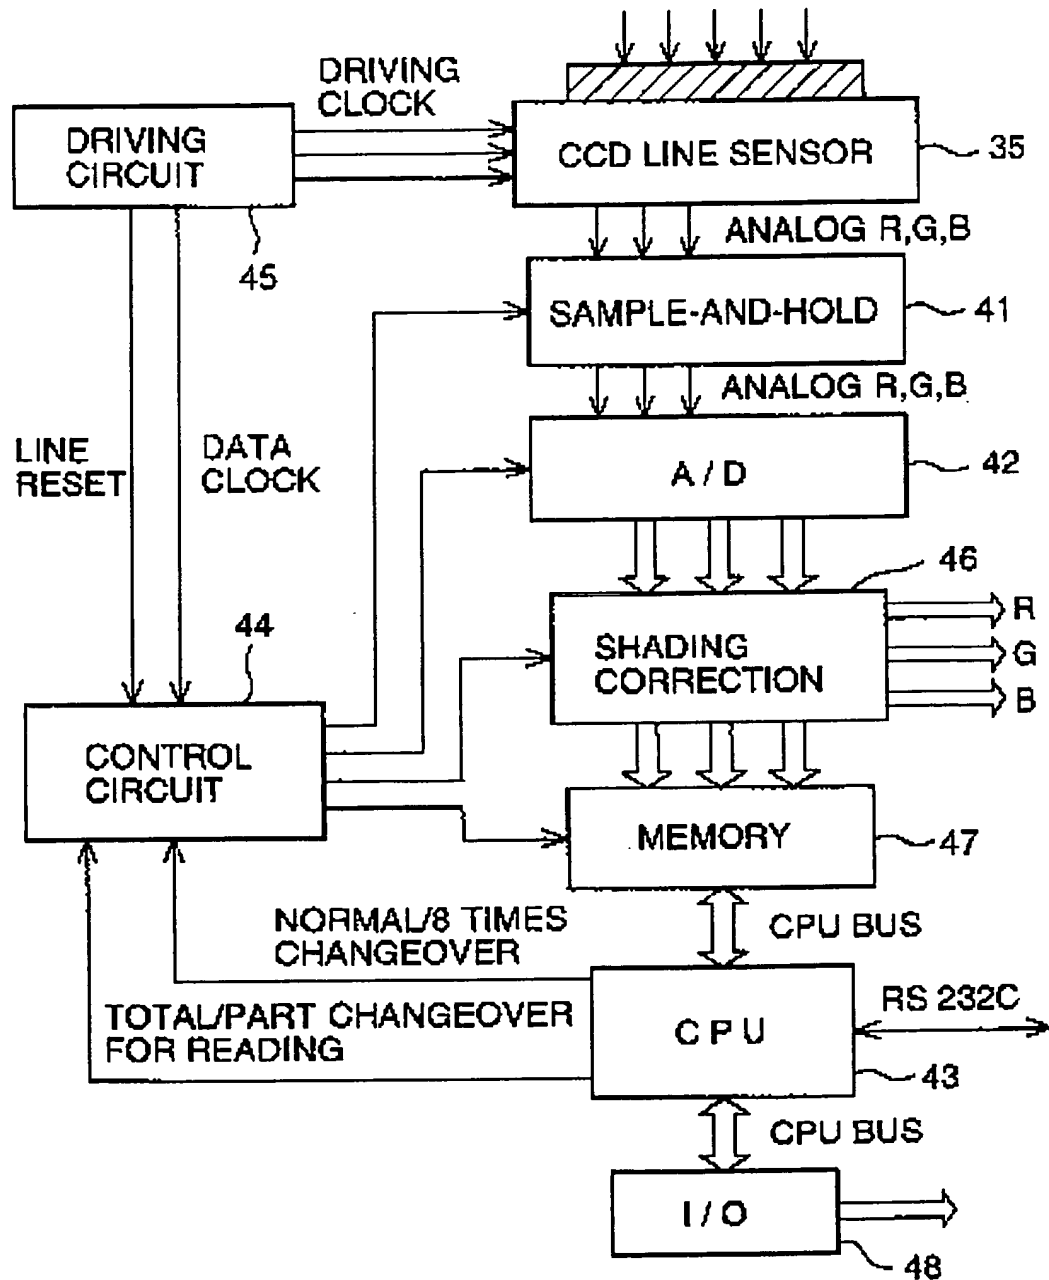 DRIVING
CLOCK
DRIVING
CIRCUIT
CCD LINE SENSOR
35
45
ANALOG R,G,B
SAMPLE-AND-HOLD
41
ANALOG R,G,B
LINE
RESET
DATA
CLOCK
A / D
42
46
44
SHADING
CORRECTION
R
G
B
CONTROL
CIRCUIT
MEMORY
47
NORMAL/8 TIMES
CHANGEOVER
CPU BUS
TOTAL/PART CHANGEOVER
FOR READING
C P U
RS 232C
43
CPU BUS
I / O
48